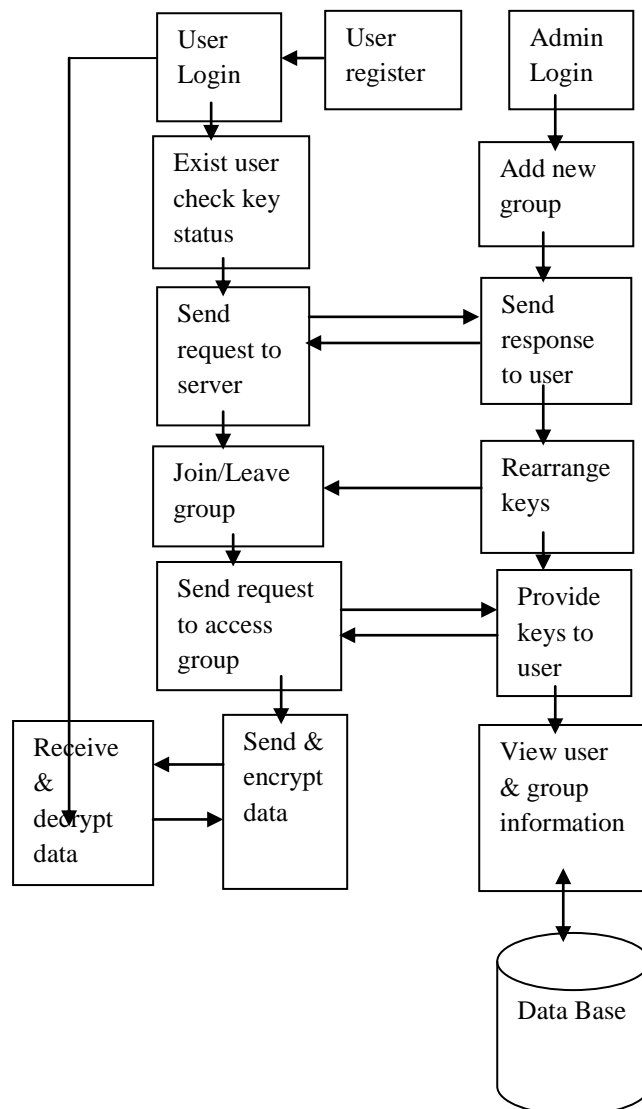 User
Login
User
register
Admin
Login
Exist user
check key
status
Add new
group
Send
request to
server
Send
response
to user
Join/Leave
group
Rearrange
keys
Send request
to access
group
Provide
keys to
user
Receive
&
decrypt
data
Send &
encrypt
data
View user
& group
information
Data Base